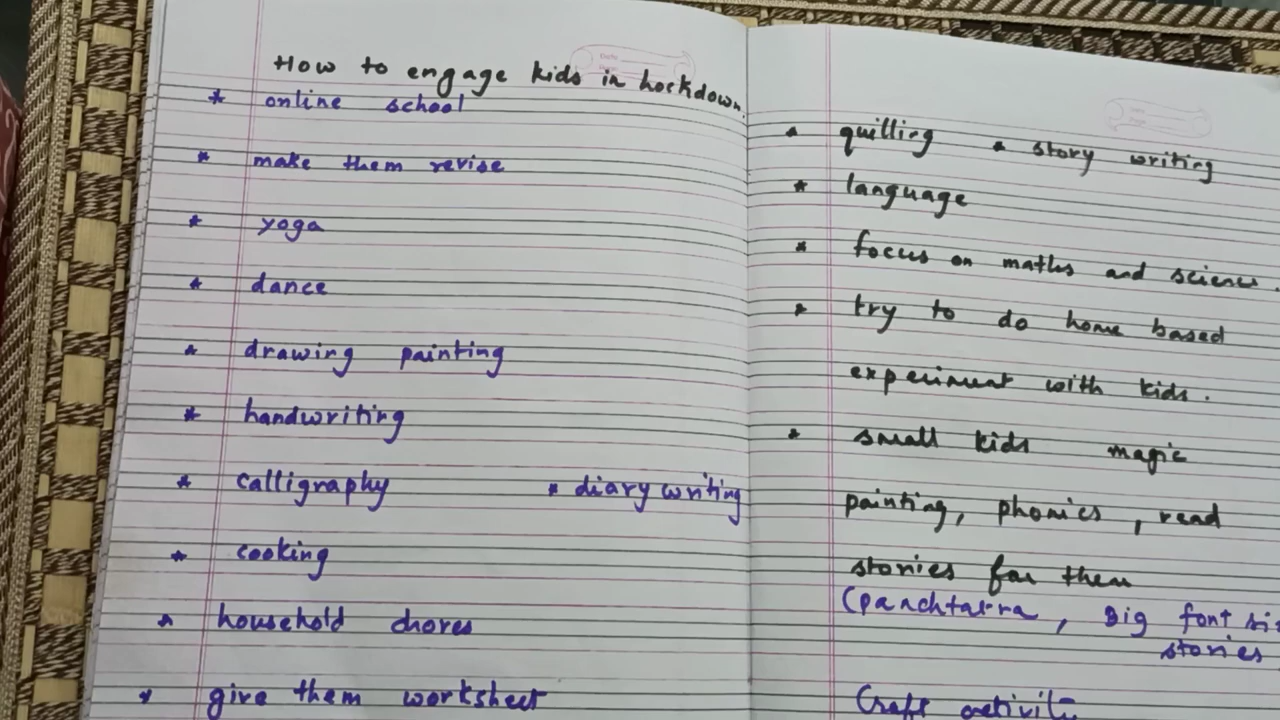 How to engage kids in lockdown.
* online school
* make them revise
* yoga
* dance
* drawing painting
* handwriting
* calligraphy * diary writing
* cooking
* household chores
* give them worksheet
* quilling * story writing
* language
* focus on maths and science.
* try to do home based
experiment with kids.
* small kids magic
painting, phonics, read
stories for them
(panchtatra, Big font si
stories
Craft activity